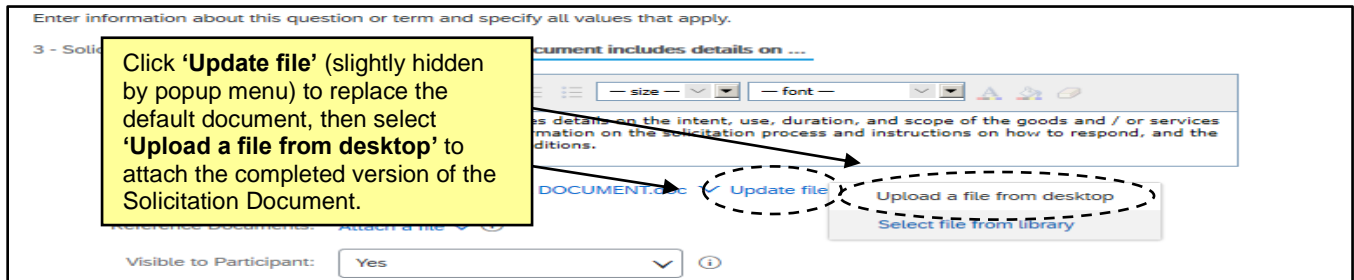 Enter information about this question or term and specify all values that apply.
3 - Solic
cument includes details on ...
Click ‘Update file’ (slightly hidden
by popup menu) to replace the
default document, then select
‘Upload a file from desktop’ to
attach the completed version of the
Solicitation Document.
— size — — font —
es details on the intent, use, duration, and scope of the goods and / or services
rmation on the solicitation process and instructions on how to respond, and the
ditions.
DOCUMENT.doc Update file
Upload a file from desktop
Select file from library
Reference Documents: Attach a file
Visible to Participant: Yes